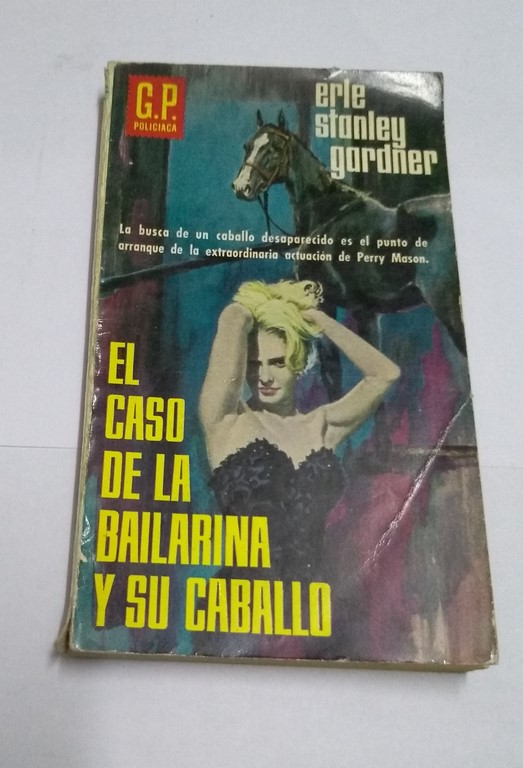 G.P.
POLICIACA
erle
stanley
gardner
La busca de un caballo desaparecido es el punto de
arranque de la extraordinaria actuación de Perry Mason.
EL
CASO
DE LA
BAILARINA
Y SU CABALLO